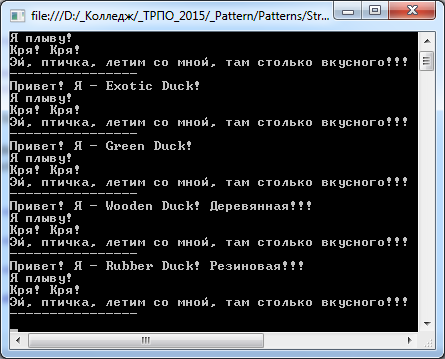 file:///D:/_Колледж/_ТРПО_2015/_Pattern/Patterns/Str...
Я плыву!
Кря! Кря!
Эй, птичка, летим со мной, там столько вкусного!!!
----------------
Привет! Я - Exotic Duck!
Я плыву!
Кря! Кря!
Эй, птичка, летим со мной, там столько вкусного!!!
----------------
Привет! Я - Green Duck!
Я плыву!
Кря! Кря!
Эй, птичка, летим со мной, там столько вкусного!!!
----------------
Привет! Я - Wooden Duck! Деревянная!!!
Я плыву!
Кря! Кря!
Эй, птичка, летим со мной, там столько вкусного!!!
----------------
Привет! Я - Rubber Duck! Резиновая!!!
Я плыву!
Кря! Кря!
Эй, птичка, летим со мной, там столько вкусного!!!
----------------